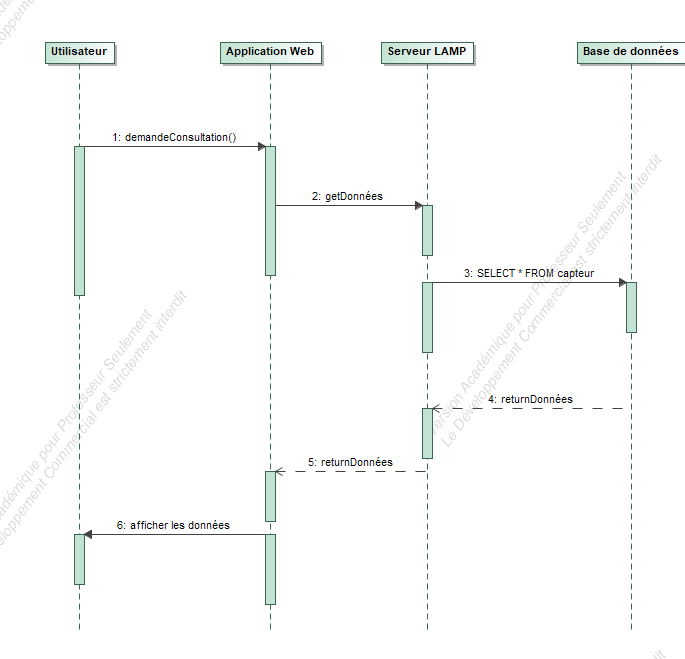 Utilisateur
Application Web
Serveur LAMP
Base de données
1: demandeConsultation()
2: getDonnées
3: SELECT * FROM capteur
4: returnDonnées
5: returnDonnées
6: afficher les données
Version Académique pour Professeur Seulement
Le Développement Commercial est strictement interdit
adémique pour Professeur Seulement
eloppement Commercial est strictement interdit